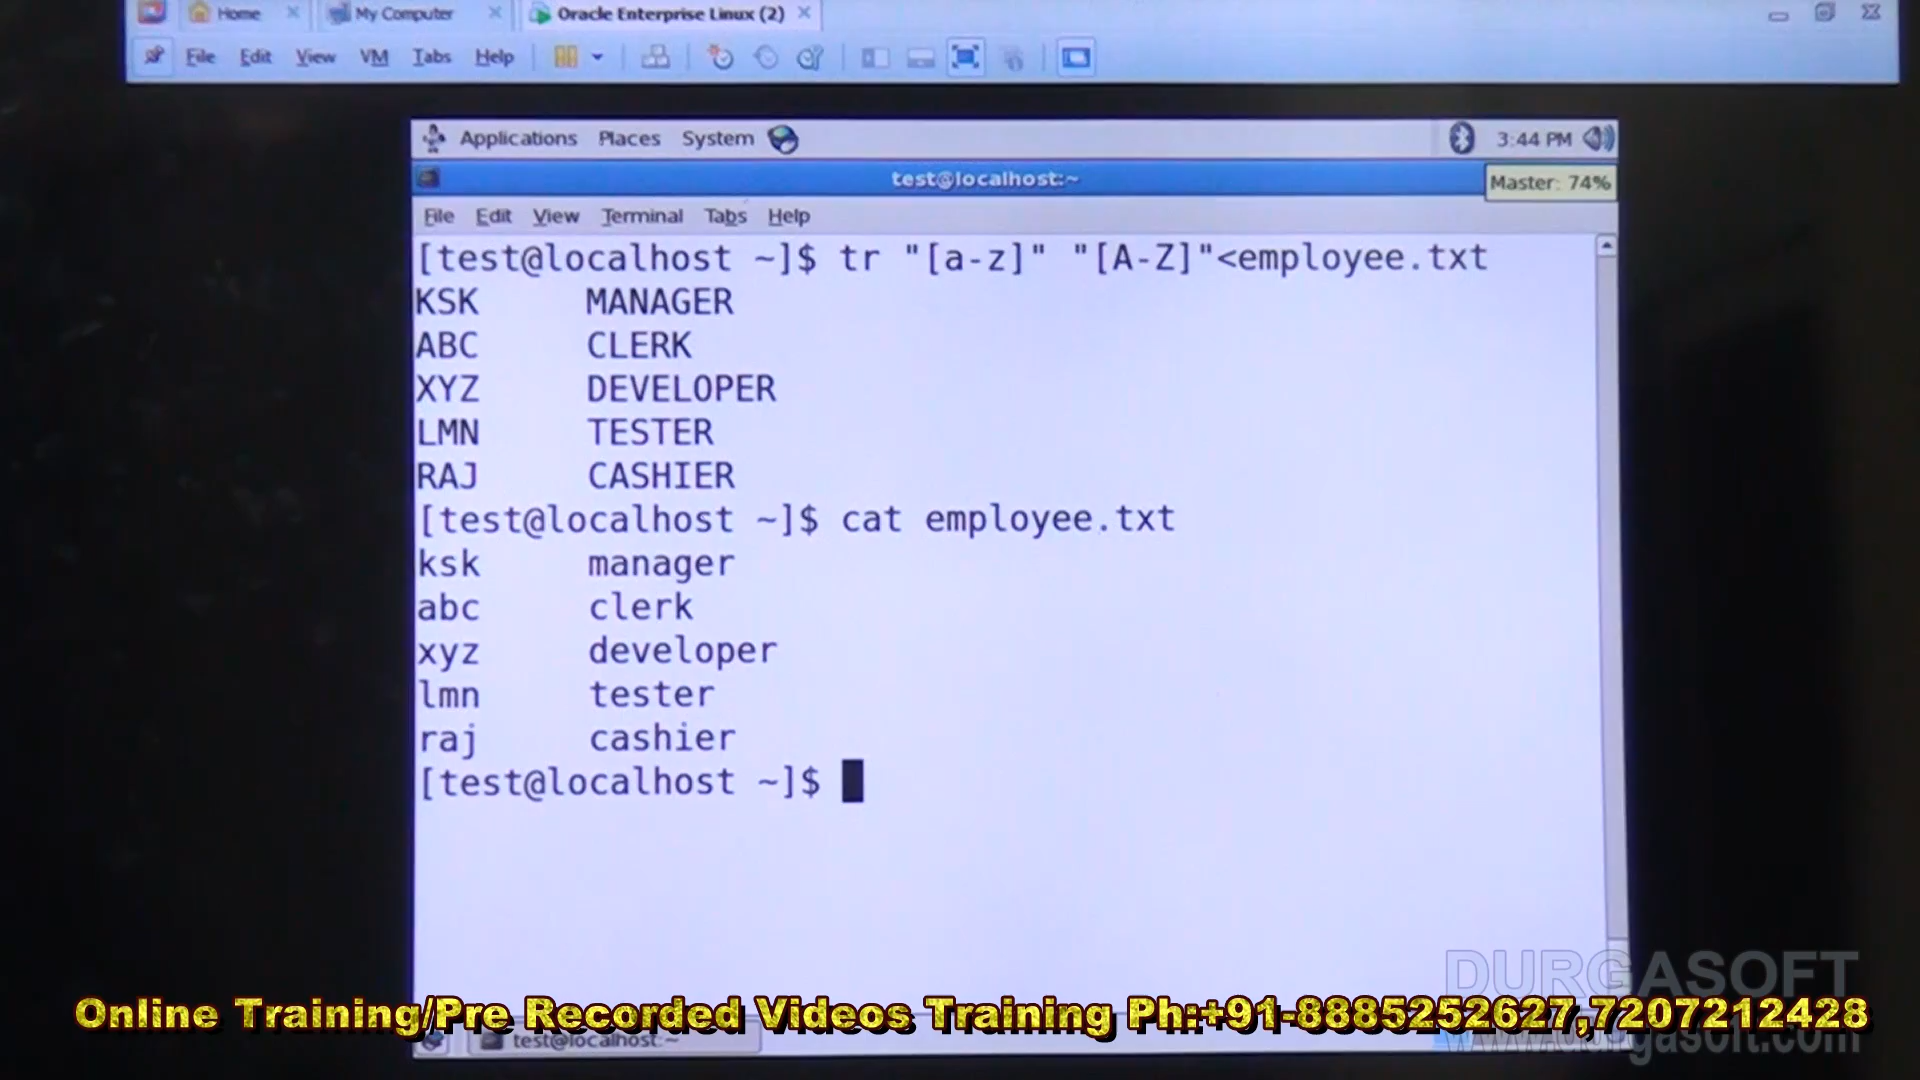 Home My Computer Oracle Enterprise Linux (2)
File Edit View VM Tabs Help
Applications Places System 3:44 PM
test@localhost:~
Master: 74%
File Edit View Terminal Tabs Help
[test@localhost ~]$ tr "[a-z]" "[A-Z]"<employee.txt
KSK MANAGER
ABC CLERK
XYZ DEVELOPER
LMN TESTER
RAJ CASHIER
[test@localhost ~]$ cat employee.txt
ksk manager
abc clerk
xyz developer
lmn tester
raj cashier
[test@localhost ~]$
DURGASOFT
Online Training/Pre Recorded Videos Training Ph:+91-8885252627,7207212428
test@localhost:~
www.durgasoft.com